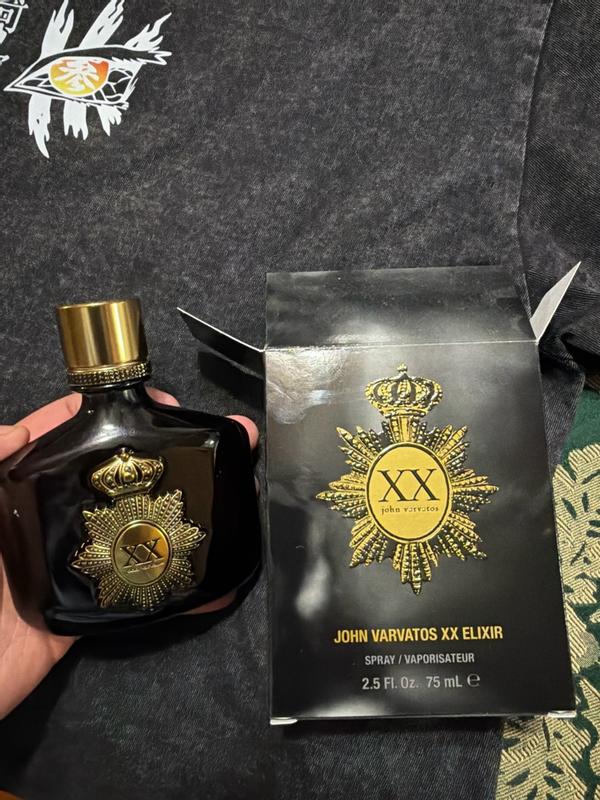 XX
XX
john varvatos
JOHN VARVATOS XX ELIXIR
SPRAY / VAPORISATEUR
2.5 Fl. Oz. 75 mL ℮